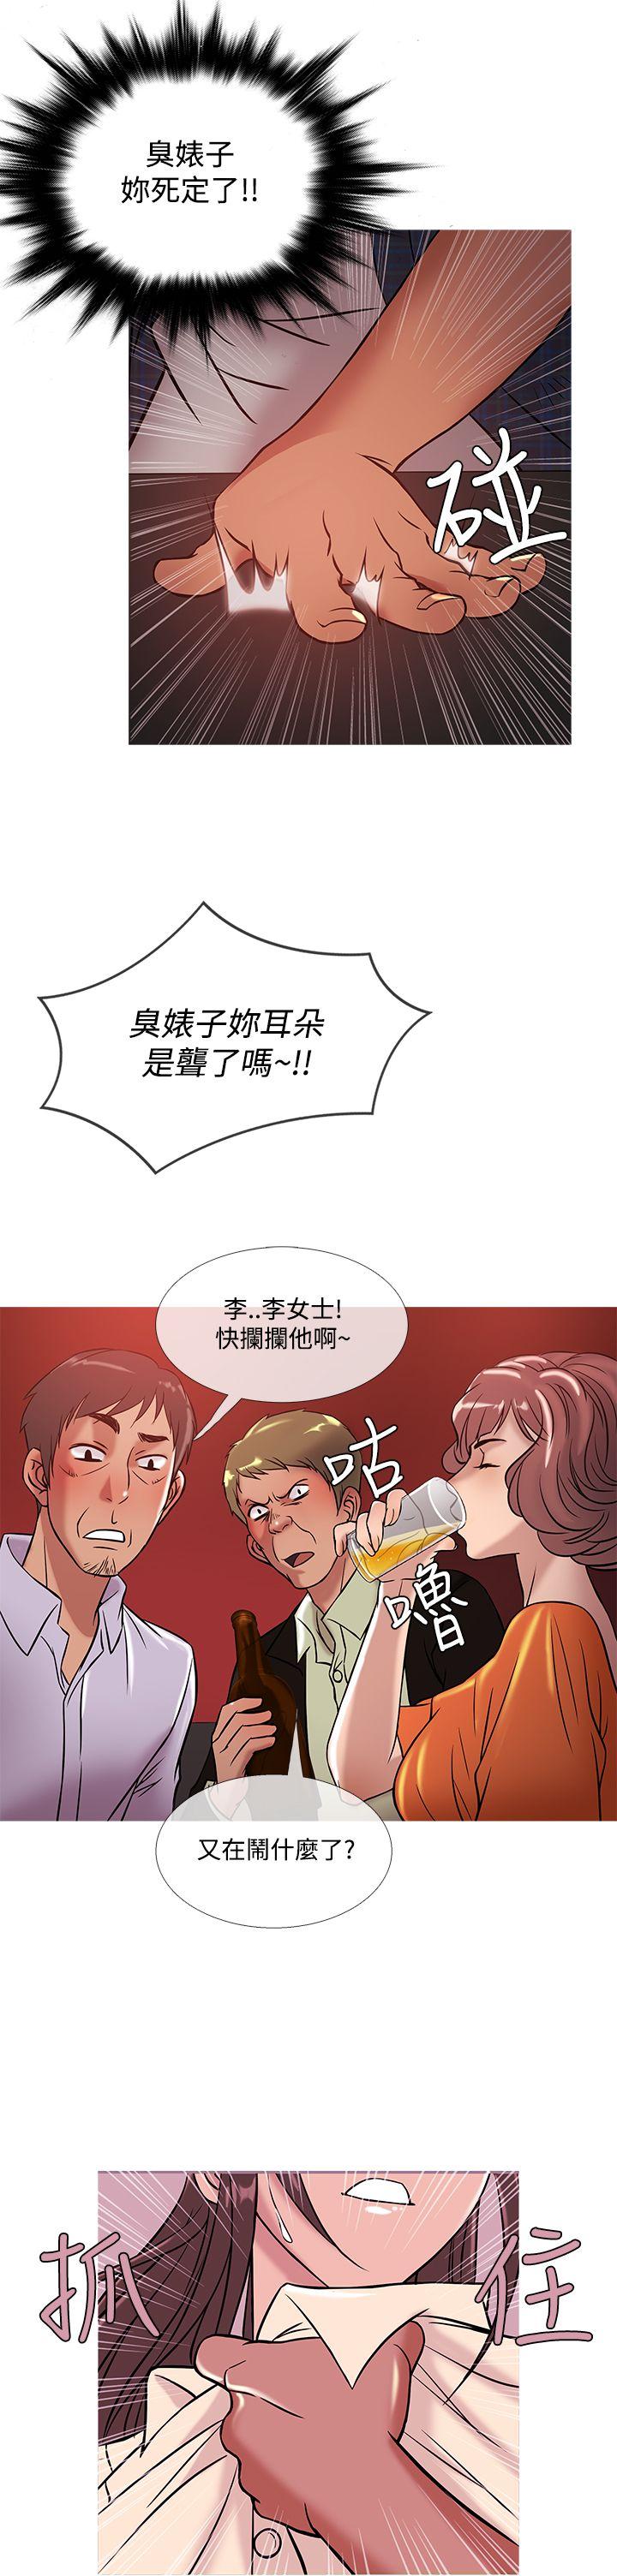 臭婊子
妳死定了!!
碰
臭婊子妳耳朵
是聾了嗎~!!
李..李女士!
快攔攔他啊~
咕
嚕
又在鬧什麼了?
抓住